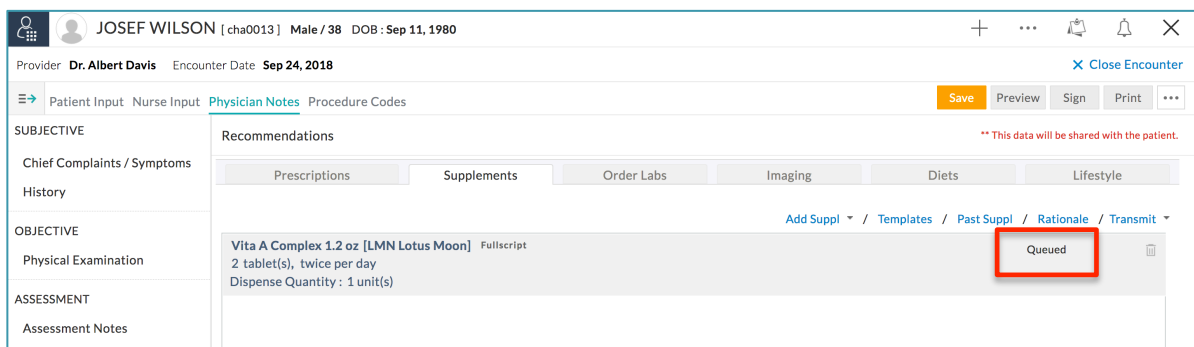 JOSEF WILSON [ cha0013 ] Male / 38 DOB : Sep 11, 1980
Provider Dr. Albert Davis Encounter Date Sep 24, 2018 Close Encounter
Patient Input Nurse Input Physician Notes Procedure Codes Save Preview Sign Print
SUBJECTIVE
Chief Complaints / Symptoms
History
OBJECTIVE
Physical Examination
ASSESSMENT
Assessment Notes
Recommendations ** This data will be shared with the patient.
Prescriptions Supplements Order Labs Imaging Diets Lifestyle
Add Suppl / Templates / Past Suppl / Rationale / Transmit
Vita A Complex 1.2 oz [LMN Lotus Moon] Fullscript Queued
2 tablet(s), twice per day
Dispense Quantity : 1 unit(s)